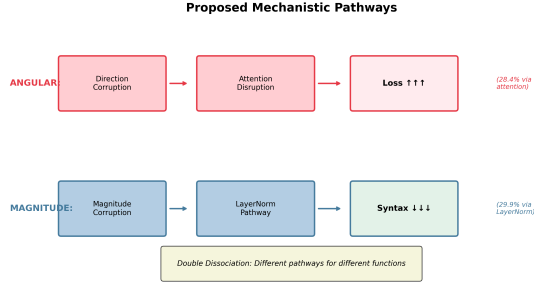 Proposed Mechanistic Pathways
ANGULAR:
Direction
Corruption
Attention
Disruption
Loss ↑↑↑
(28.4% via
attention)
MAGNITUDE:
Magnitude
Corruption
LayerNorm
Pathway
Syntax ↓↓↓
(29.9% via
LayerNorm)
Double Dissociation: Different pathways for different functions